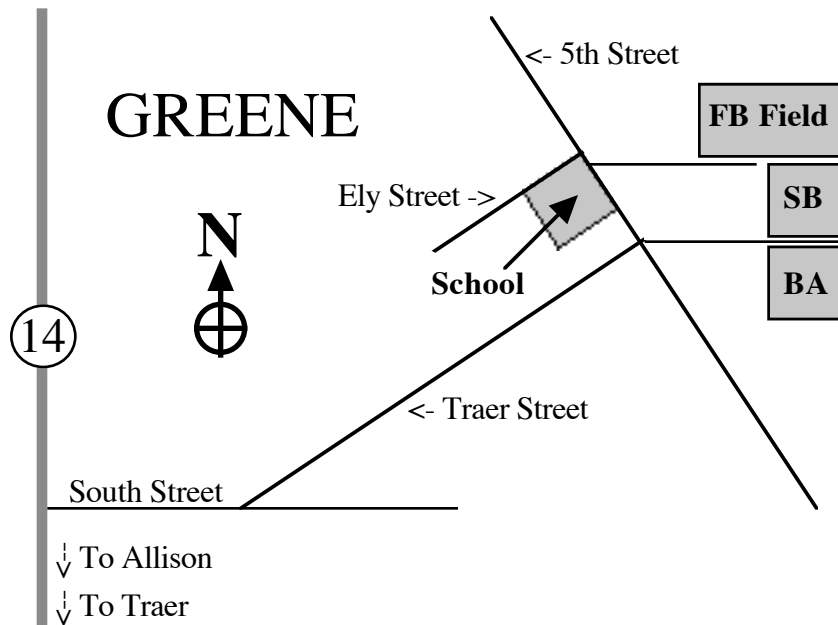 <- 5th Street
GREENE
FB Field
Ely Street ->
SB
N
School
BA
14
<- Traer Street
South Street
To Allison
To Traer